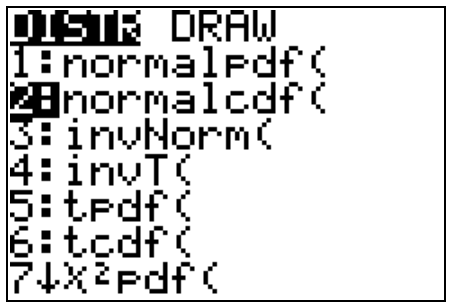 DISTR DRAW
1:normalpdf(
2:normalcdf(
3:invNorm(
4:invT(
5:tpdf(
6:tcdf(
7↓χ²pdf(